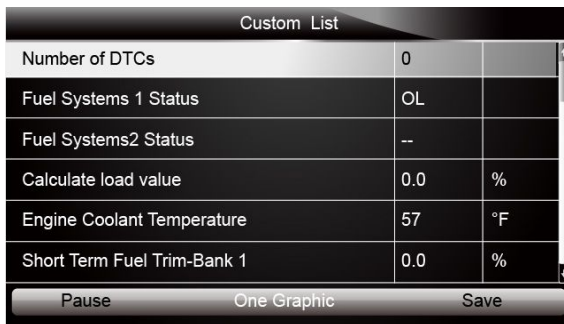 Custom List
Number of DTCs 0
Fuel Systems 1 Status OL
Fuel Systems2 Status --
Calculate load value 0.0 %
Engine Coolant Temperature 57 °F
Short Term Fuel Trim-Bank 1 0.0 %
Pause One Graphic Save